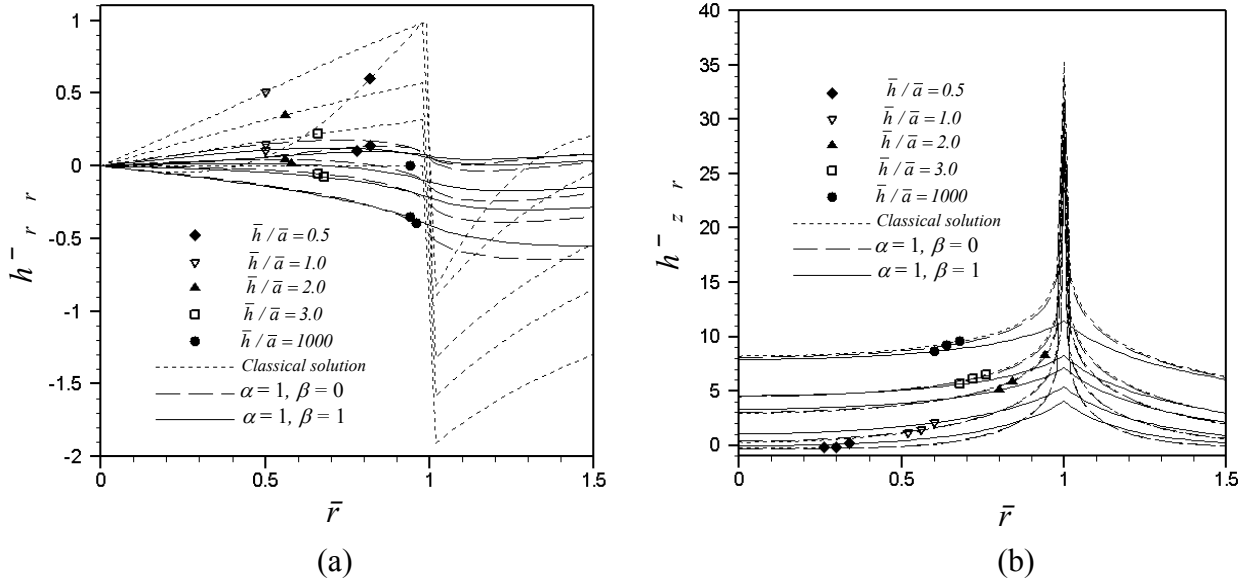 1
0.5
0
-0.5
-1
-1.5
-2
0
0.5
1
1.5
h̄ r r
r̄
h̄ / ā = 0.5
h̄ / ā = 1.0
h̄ / ā = 2.0
h̄ / ā = 3.0
h̄ / ā = 1000
Classical solution
α = 1, β = 0
α = 1, β = 1
(a)
40
35
30
25
20
15
10
5
0
0
0.5
1
1.5
h̄ z r
r̄
h̄ / ā = 0.5
h̄ / ā = 1.0
h̄ / ā = 2.0
h̄ / ā = 3.0
h̄ / ā = 1000
Classical solution
α = 1, β = 0
α = 1, β = 1
(b)